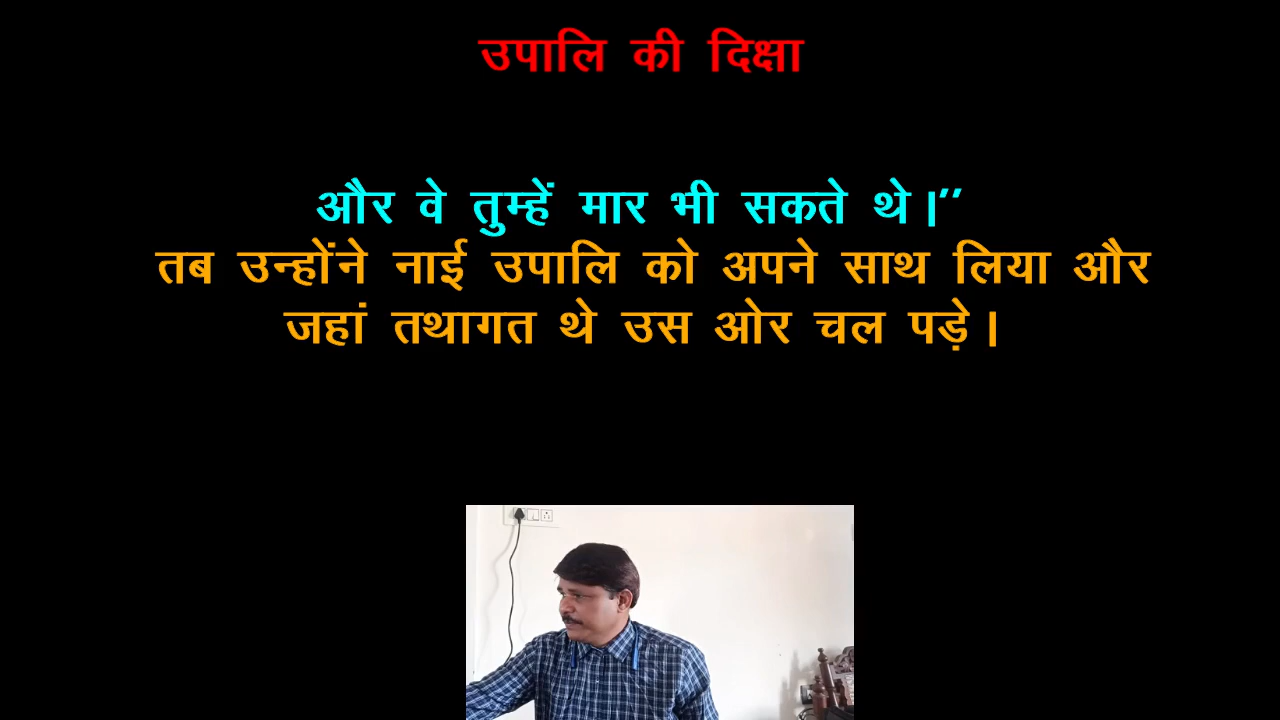 उपालि की दिक्षा
और वे तुम्हें मार भी सकते थे।’’
तब उन्होंने नाई उपालि को अपने साथ लिया और
जहां तथागत थे उस ओर चल पड़े।